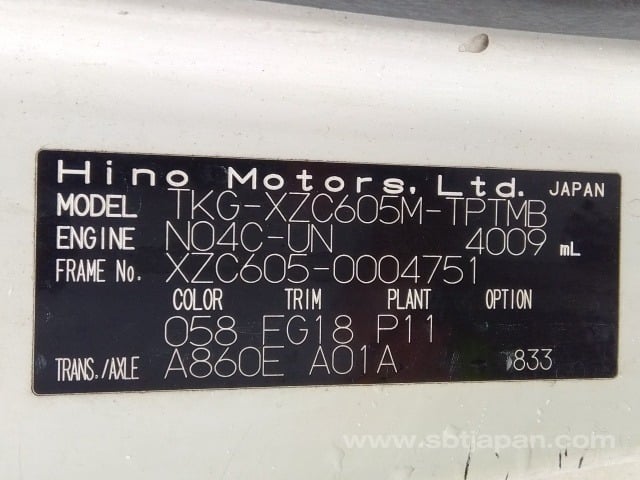 Hino Motors, Ltd. JAPAN
MODEL TKG-XZC605M-TPTMB
ENGINE N04C-UN 4009 mL
FRAME No. XZC605-0004751
COLOR TRIM PLANT OPTION
058 FG18 P11
TRANS./AXLE A860E A01A 833
www.sbtjapan.com